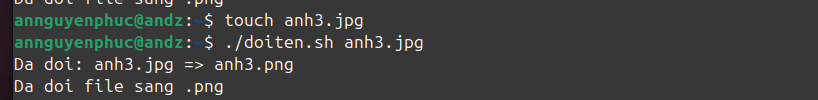 Da doi file sang .png
annguyenphuc@andz:~$ touch anh3.jpg
annguyenphuc@andz:~$ ./doiten.sh anh3.jpg
Da doi: anh3.jpg => anh3.png
Da doi file sang .png